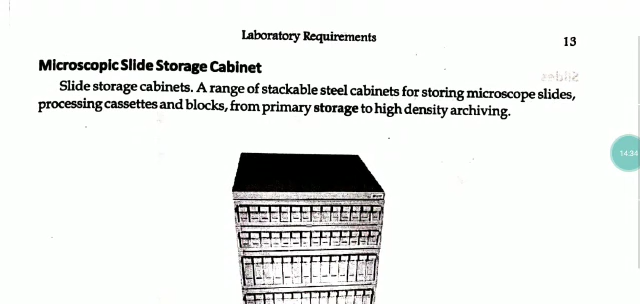 Laboratory Requirements
13
Microscopic Slide Storage Cabinet
Slides
Slide storage cabinets. A range of stackable steel cabinets for storing microscope slides,
processing cassettes and blocks, from primary storage to high density archiving.
14:34